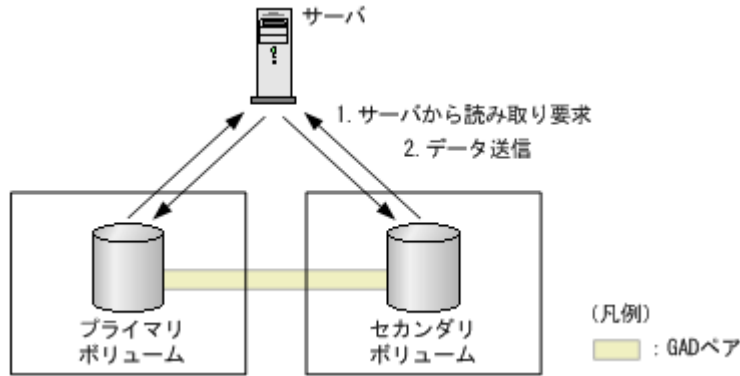 サーバ
1. サーバから読み取り要求
2. データ送信
プライマリ
ボリューム
セカンダリ
ボリューム
(凡例)
: GADペア